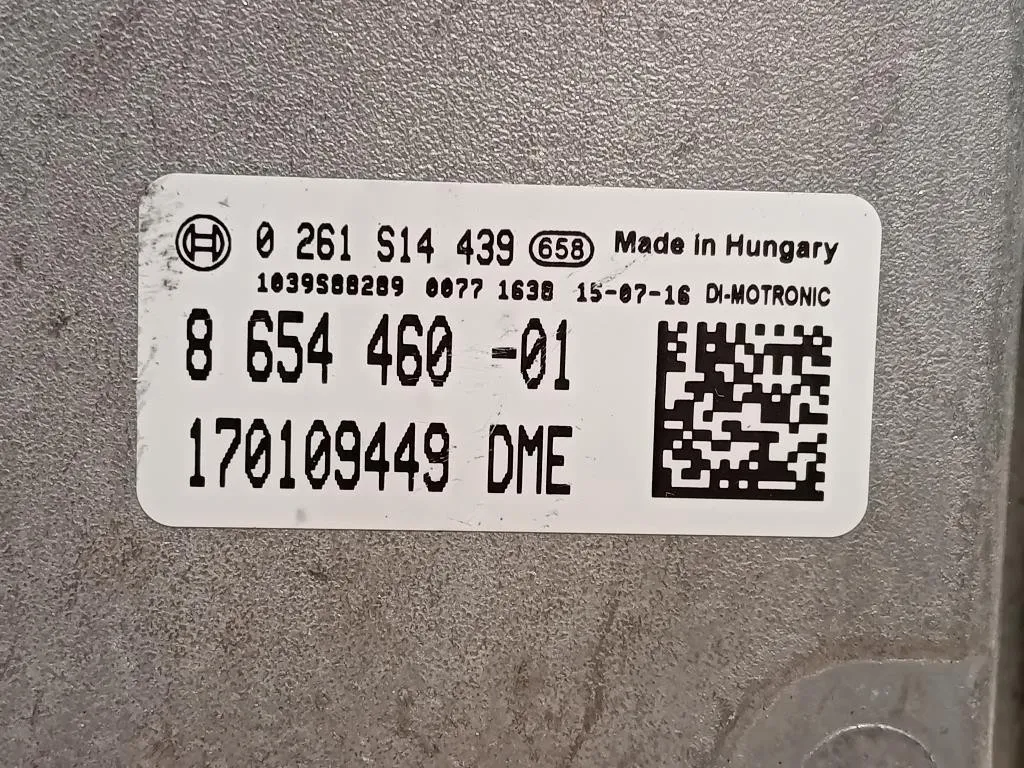 0 261 S14 439 658 Made in Hungary
1039S88289 0077 1638 15-07-16 DI-MOTRONIC
8 654 460 -01
170109449 DME